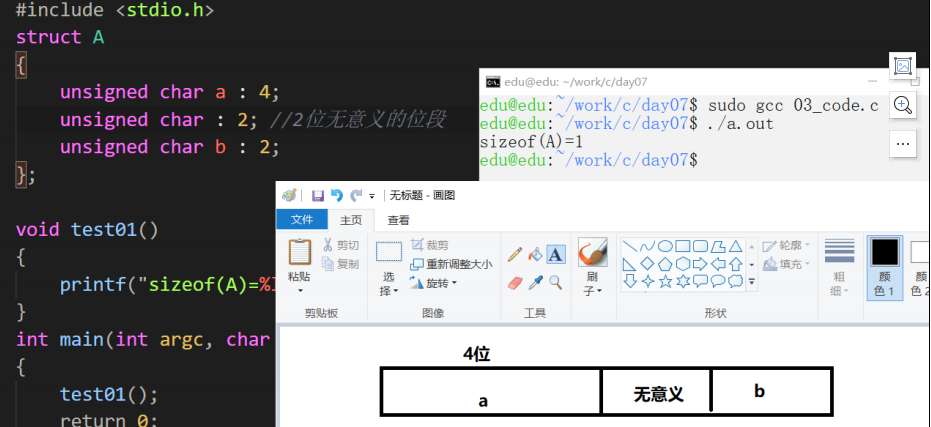 #include <stdio.h>
struct A
{
unsigned char a : 4;
unsigned char : 2; //2位无意义的位段
unsigned char b : 2;
};
void test01()
{
printf("sizeof(A)=%
}
int main(int argc, char
{
test01();
return 0;
edu@edu: ~/work/c/day07
edu@edu:~/work/c/day07$ sudo gcc 03_code.c
edu@edu:~/work/c/day07$ ./a.out
sizeof(A)=1
edu@edu:~/work/c/day07$
无标题 - 画图
文件 主页 查看
粘贴
剪切
复制
剪贴板
选择
裁剪
重新调整大小
旋转
图像
工具
刷子
形状
轮廓
填充
粗细
颜色 1
颜色 2
4位
a 无意义 b